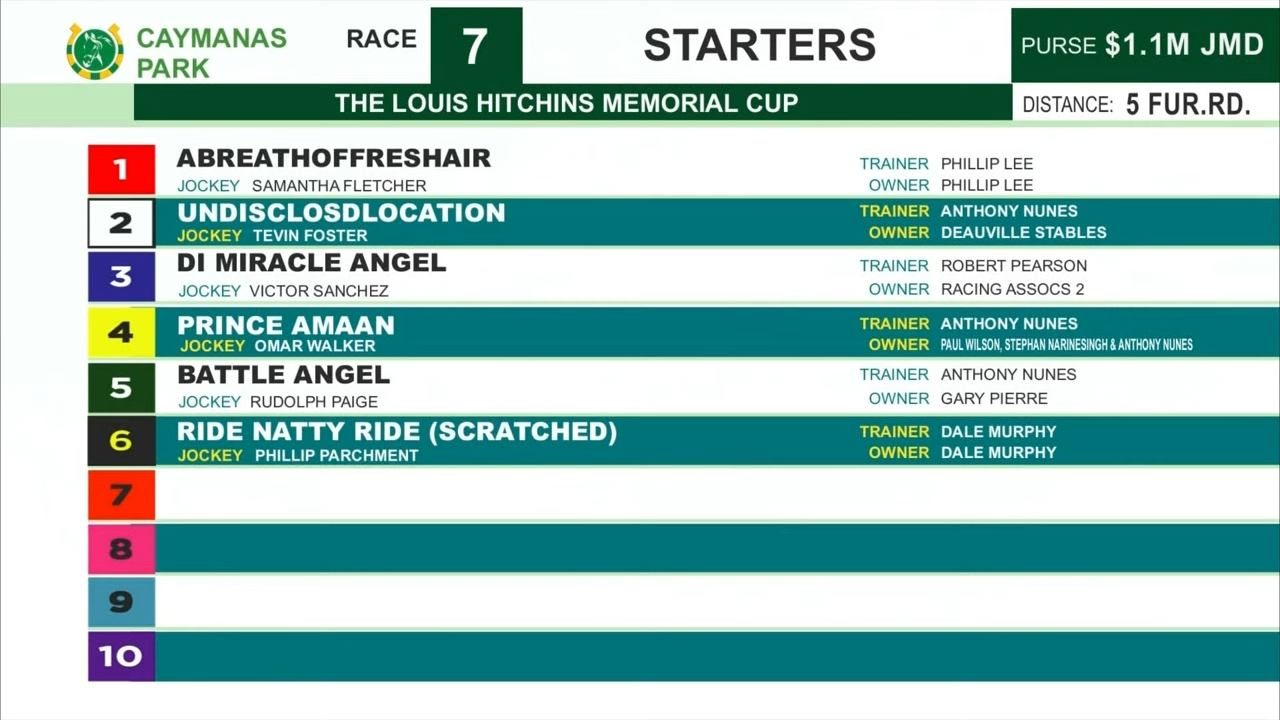 CAYMANAS PARK
RACE 7
STARTERS
PURSE $1.1M JMD
THE LOUIS HITCHINS MEMORIAL CUP
DISTANCE: 5 FUR.RD.
1 ABREATHOFFRESHAIR
JOCKEY SAMANTHA FLETCHER
TRAINER PHILLIP LEE
OWNER PHILLIP LEE
2 UNDISCLOSDLOCATION
JOCKEY TEVIN FOSTER
TRAINER ANTHONY NUNES
OWNER DEAUVILLE STABLES
3 DI MIRACLE ANGEL
JOCKEY VICTOR SANCHEZ
TRAINER ROBERT PEARSON
OWNER RACING ASSOCS 2
4 PRINCE AMAAN
JOCKEY OMAR WALKER
TRAINER ANTHONY NUNES
OWNER PAUL WILSON, STEPHAN NARINESINGH & ANTHONY NUNES
5 BATTLE ANGEL
JOCKEY RUDOLPH PAIGE
TRAINER ANTHONY NUNES
OWNER GARY PIERRE
6 RIDE NATTY RIDE (SCRATCHED)
JOCKEY PHILLIP PARCHMENT
TRAINER DALE MURPHY
OWNER DALE MURPHY
7
8
9
10